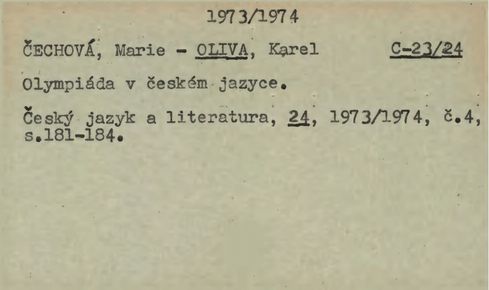 1973/1974
ČECHOVÁ, Marie - OLIVA, Karel C-23/24
Olympiáda v českém jazyce.
Český jazyk a literatura, 24, 1973/1974, č.4,
s.181-184.